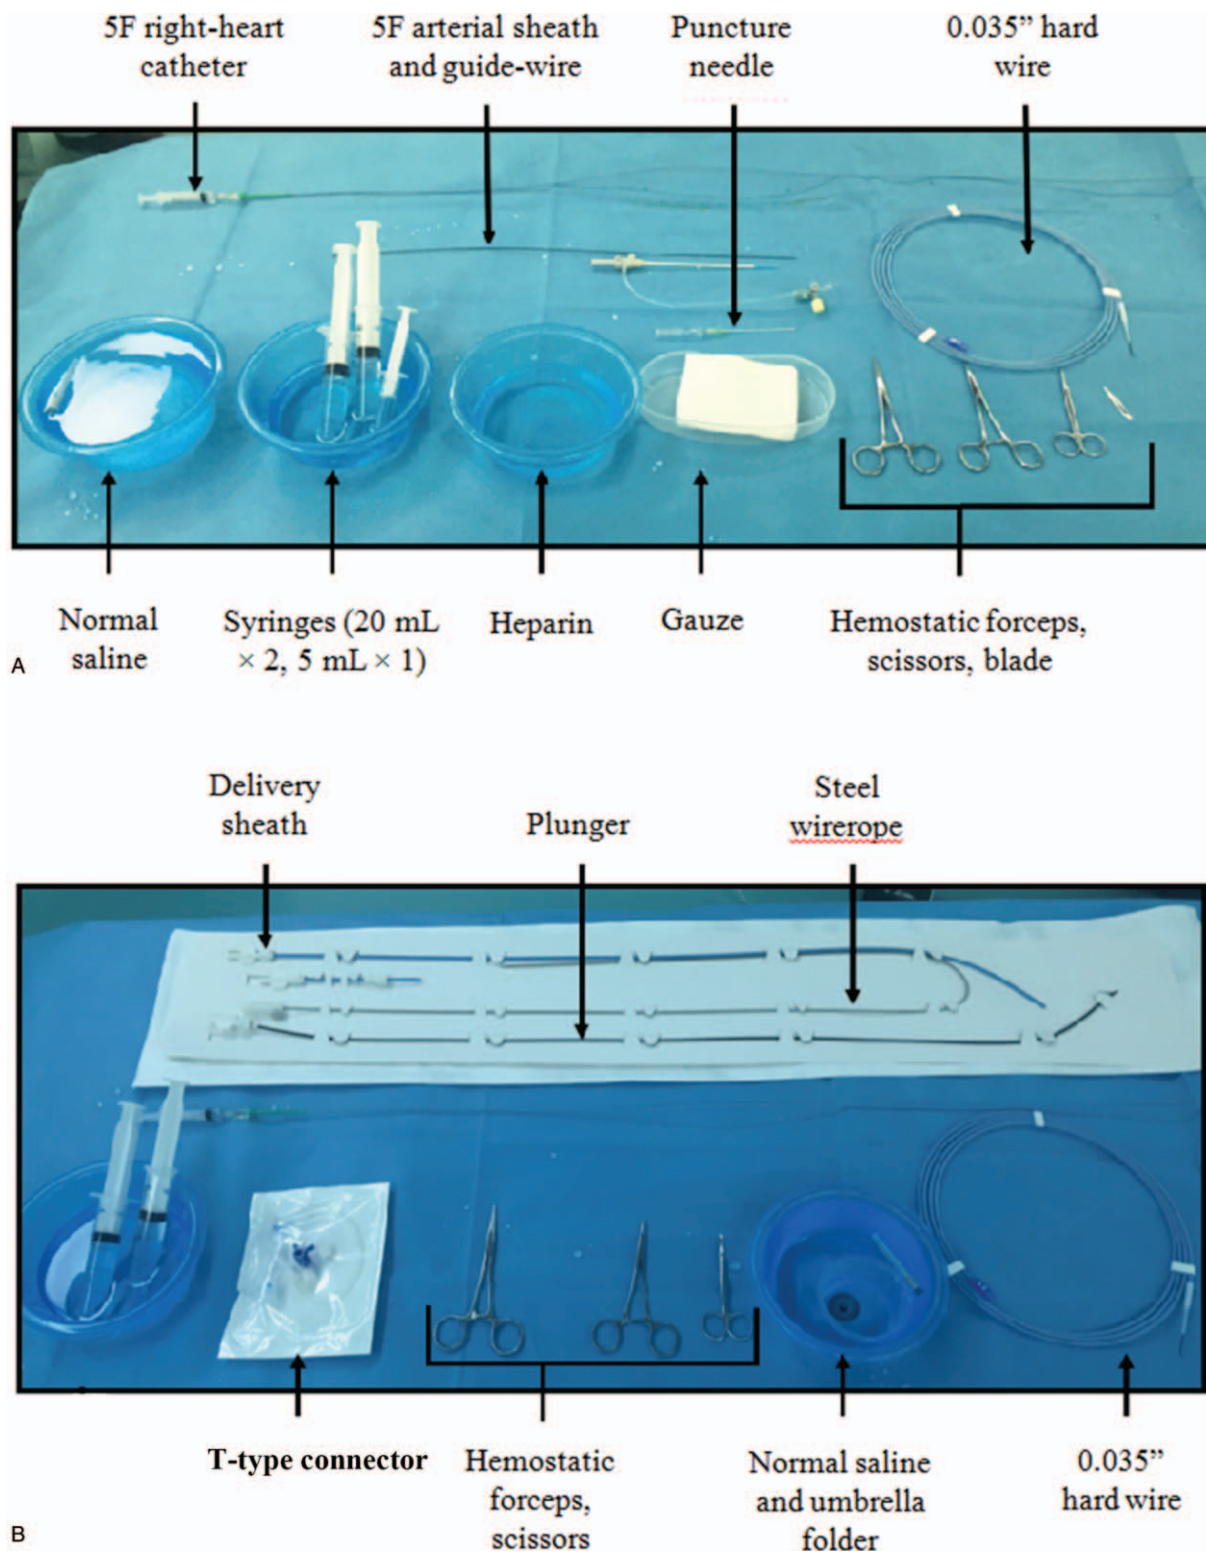 5F right-heart
catheter
5F arterial sheath
and guide-wire
Puncture
needle
0.035” hard
wire
Normal
saline
Syringes (20 mL
× 2, 5 mL × 1)
Heparin
Gauze
Hemostatic forceps,
scissors, blade
A
Delivery
sheath
Plunger
Steel
wirerope
T-type connector
Hemostatic
forceps,
scissors
Normal saline
and umbrella
folder
0.035”
hard wire
B